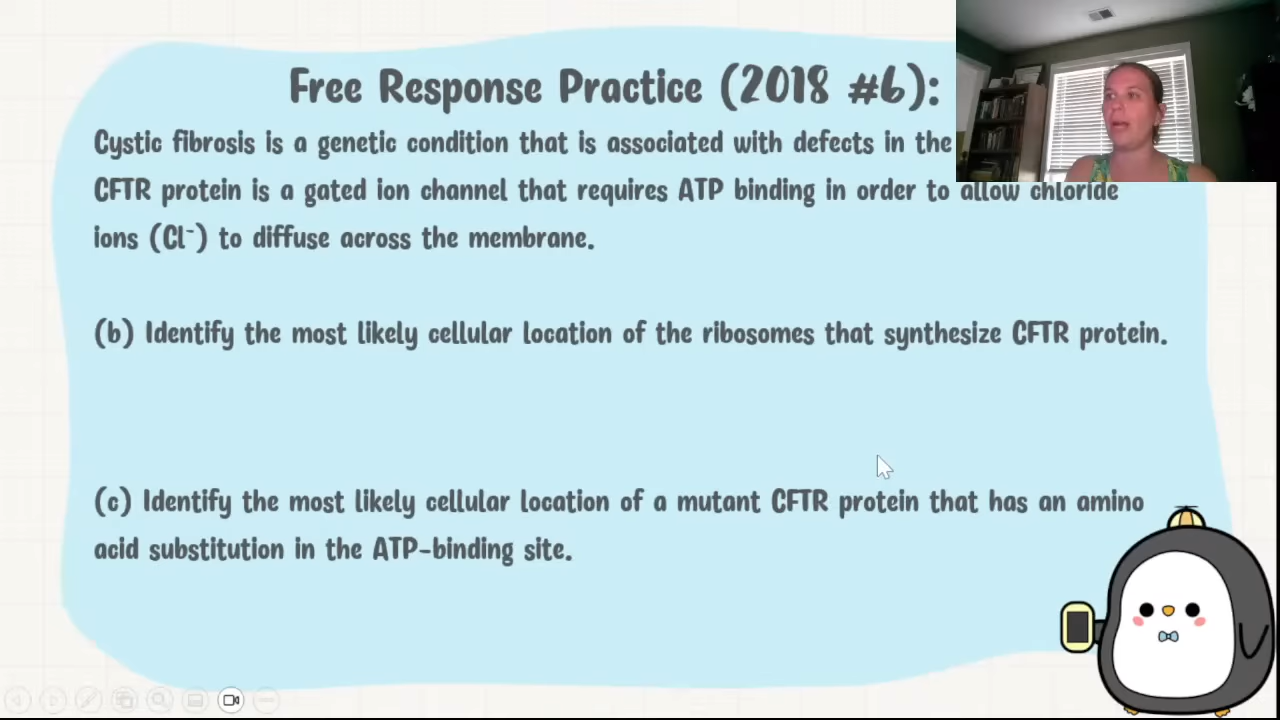 Free Response Practice (2018 #6):
Cystic fibrosis is a genetic condition that is associated with defects in the
CFTR protein is a gated ion channel that requires ATP binding in order to allow chloride
ions (Cl⁻) to diffuse across the membrane.
(b) Identify the most likely cellular location of the ribosomes that synthesize CFTR protein.
(c) Identify the most likely cellular location of a mutant CFTR protein that has an amino
acid substitution in the ATP-binding site.